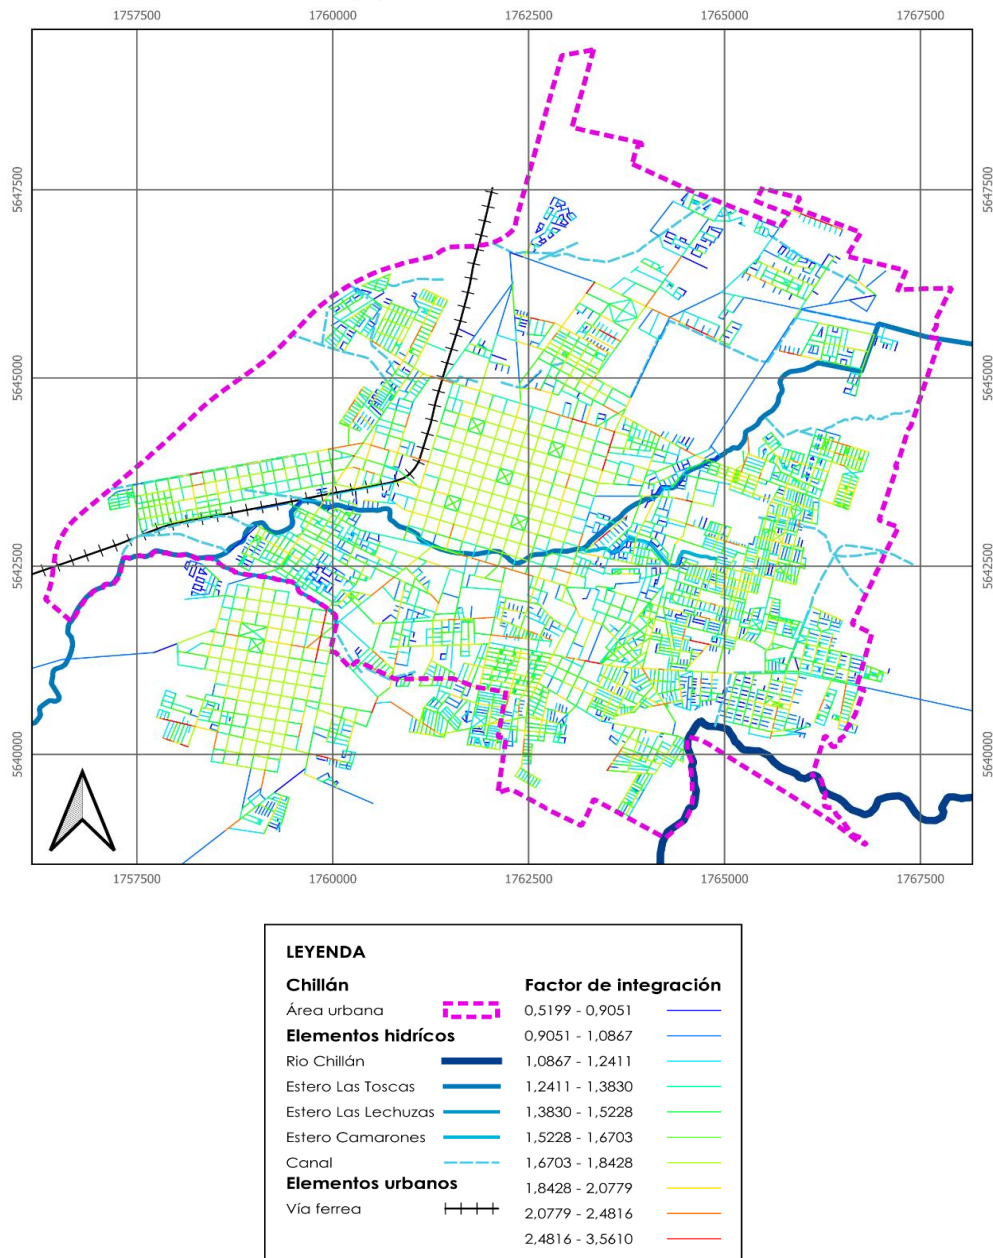 1757500 1760000 1762500 1765000 1767500
5647500 5647500
5645000 5645000
5642500 5642500
5640000 5640000
1757500 1760000 1762500 1765000 1767500
LEYENDA
Chillán Factor de integración
Área urbana 0,5199 - 0,9051
Elementos hidrícos 0,9051 - 1,0867
Rio Chillán 1,0867 - 1,2411
Estero Las Toscas 1,2411 - 1,3830
Estero Las Lechuzas 1,3830 - 1,5228
Estero Camarones 1,5228 - 1,6703
Canal 1,6703 - 1,8428
Elementos urbanos 1,8428 - 2,0779
Vía ferrea 2,0779 - 2,4816
2,4816 - 3,5610